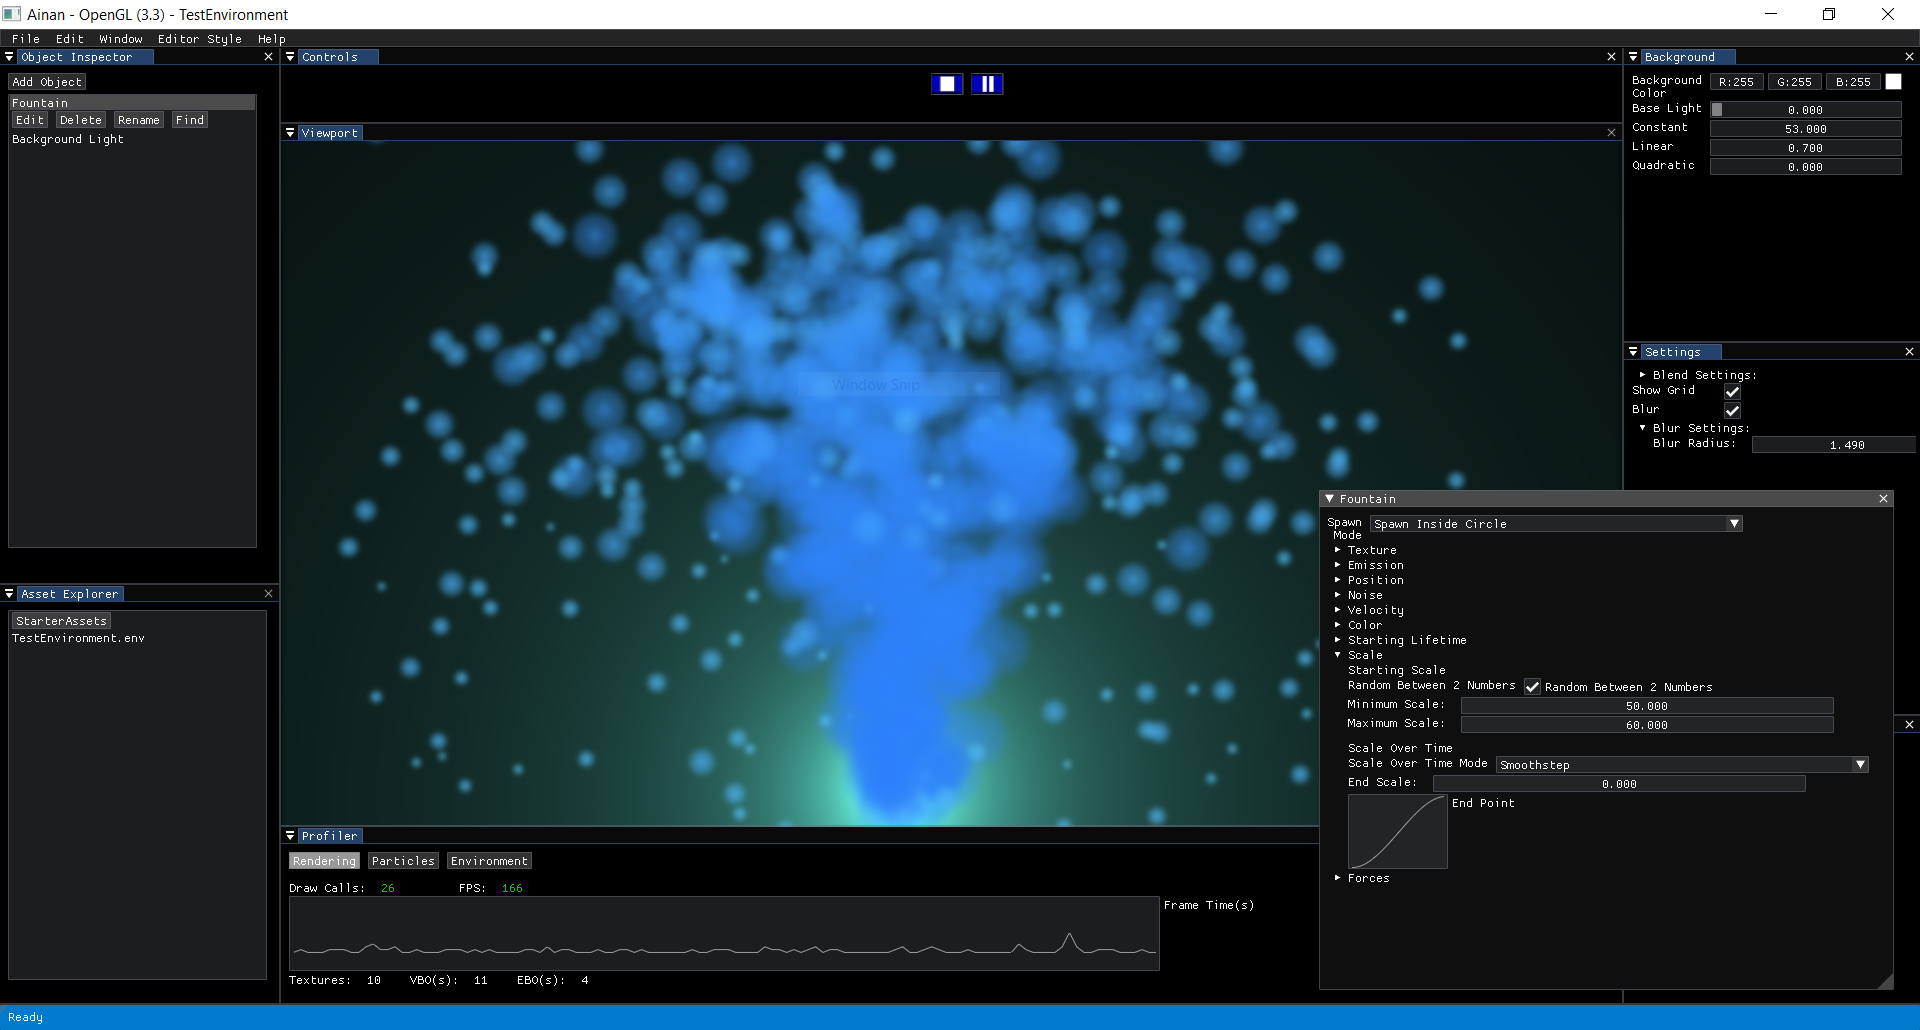 Ainan - OpenGL (3.3) - TestEnvironment
File Edit Window Editor Style Help
Object Inspector
Add Object
Fountain
Edit Delete Rename Find
Background Light
Asset Explorer
StarterAssets
TestEnvironment.env
Controls
Viewport
Window Snip
Profiler
Rendering Particles Environment
Draw Calls: 26 FPS: 166
Frame Time(s)
Textures: 10 VBO(s): 11 EBO(s): 4
Background
Background Color R:255 G:255 B:255
Base Light 0.000
Constant 53.000
Linear 0.700
Quadratic 0.000
Settings
Blend Settings:
Show Grid
Blur
Blur Settings:
Blur Radius: 1.490
Fountain
Spawn Mode Spawn Inside Circle
Texture
Emission
Position
Noise
Velocity
Color
Starting Lifetime
Scale
Starting Scale
Random Between 2 Numbers Random Between 2 Numbers
Minimum Scale: 50.000
Maximum Scale: 60.000
Scale Over Time
Scale Over Time Mode Smoothstep
End Scale: 0.000
End Point
Forces
Ready